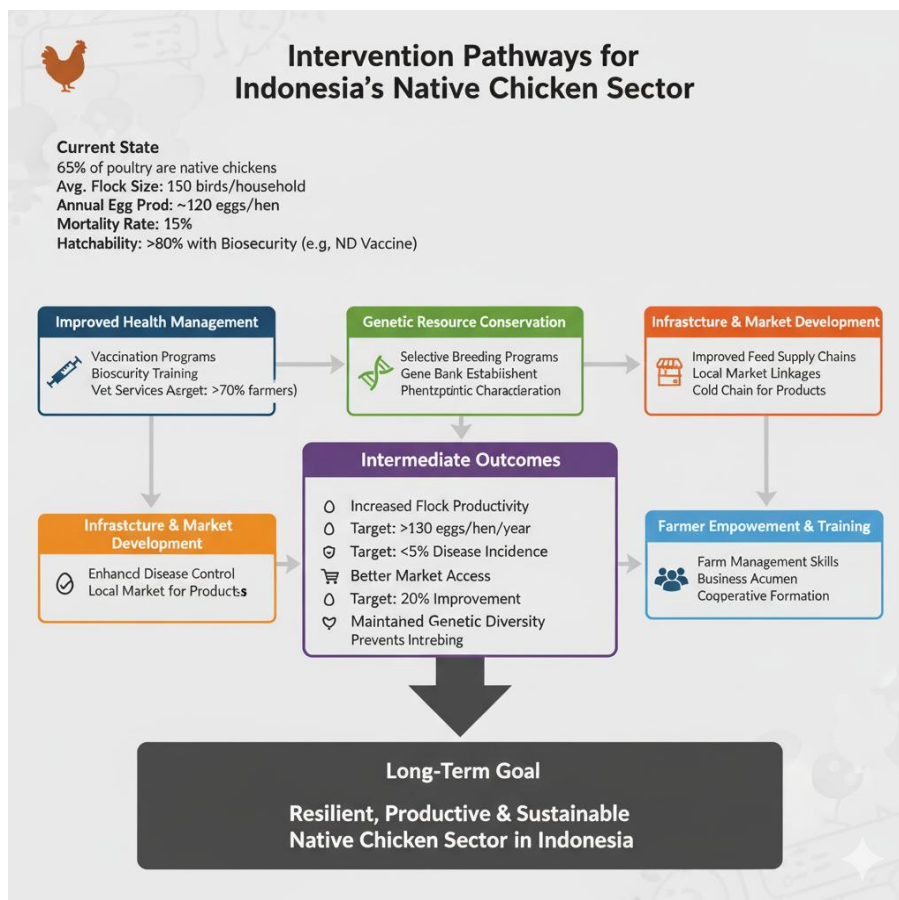 Intervention Pathways for
Indonesia's Native Chicken Sector
Current State
65% of poultry are native chickens
Avg. Flock Size: 150 birds/household
Annual Egg Prod: ~120 eggs/hen
Mortality Rate: 15%
Hatchability: >80% with Biosecurity (e.g, ND Vaccine)
Improved Health Management
Vaccination Programs
Bioscurity Training
Vet Services Aɛrget: >70% farmers)
Genetic Resource Conservation
Selective Breeding Programs
Gene Bank Establishent
Infrastcture & Market Development
Improved Feed Supply Chains
Local Market Linkages
Cold Chain for Products
Infrastcture & Market
Development
Enhancd Disease Control
Local Market for Products
Intermediate Outcomes
Increased Flock Productivity
Target: >130 eggs/hen/year
Target: <5% Disease Incidence
Better Market Access
Target: 20% Improvement
Maintaned Genetic Diversity
Prevents Intrebing
Farmer Empowement & Training
Farm Management Skills
Business Acumen
Cooperative Formation
Long-Term Goal
Resilient, Productive & Sustainable
Native Chicken Sector in Indonesia